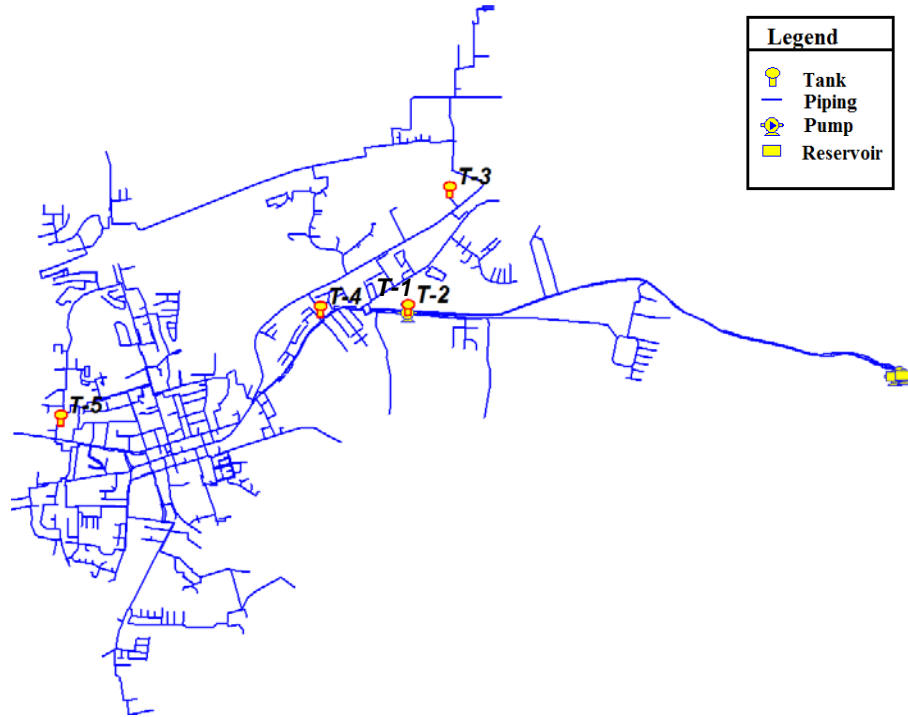 Legend
Tank
Piping
Pump
Reservoir
T-3
T-1
T-2
T-4
T-5